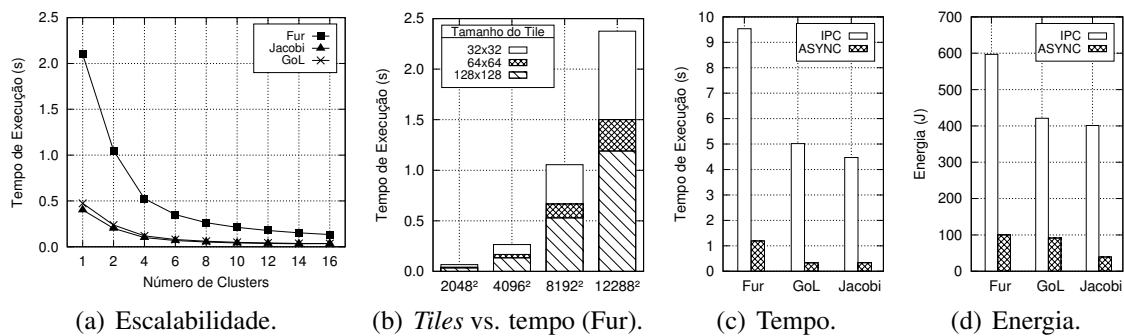 Tempo de Execução (s)
2.5
2.0
1.5
1.0
0.5
0.0
Fur
Jacobi
GoL
1 2 4 6 8 10 12 14 16
Número de Clusters
(a) Escalabilidade.
Tempo de Execução (s)
2.5
2.0
1.5
1.0
0.5
0.0
Tamanho do Tile
32x32
64x64
128x128
2048² 4096² 8192² 12288²
(b) Tiles vs. tempo (Fur).
Tempo de Execução (s)
10
9
8
7
6
5
4
3
2
1
0
IPC
ASYNC
Fur GoL Jacobi
(c) Tempo.
Energia (J)
700
600
500
400
300
200
100
0
IPC
ASYNC
Fur GoL Jacobi
(d) Energia.